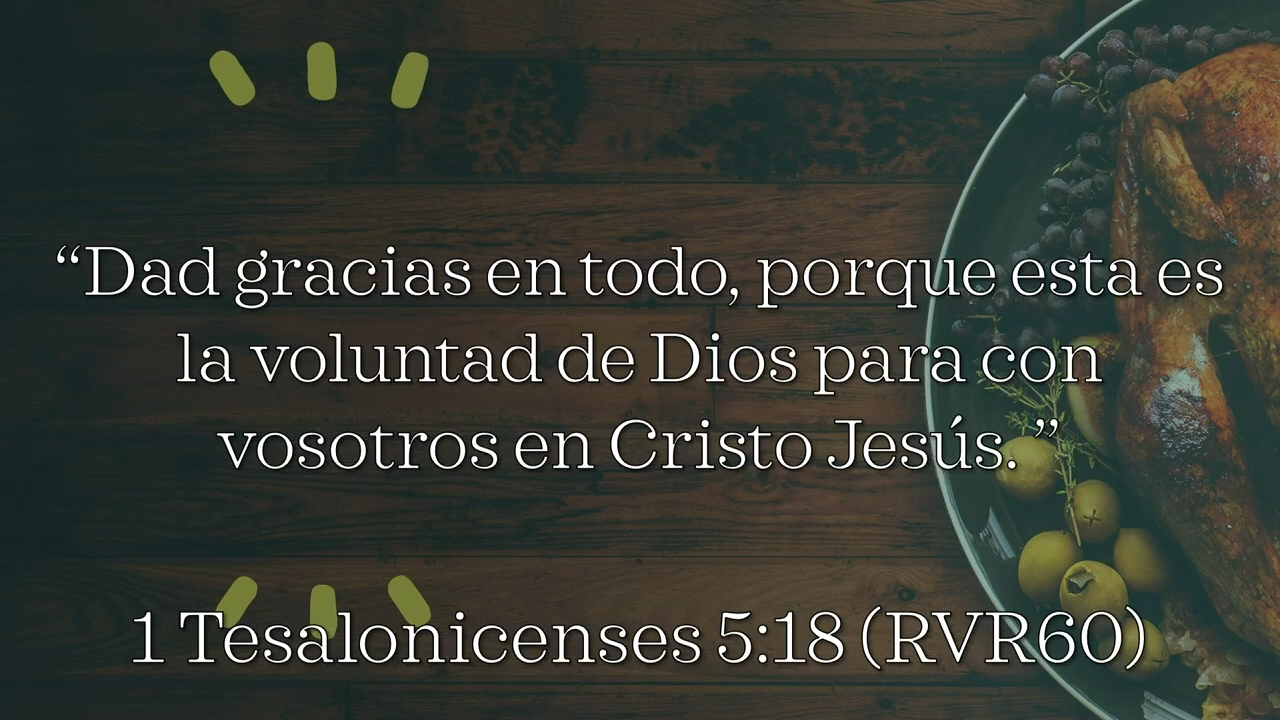 “Dad gracias en todo, porque esta es
la voluntad de Dios para con
vosotros en Cristo Jesús.”
1 Tesalonicenses 5:18 (RVR60)